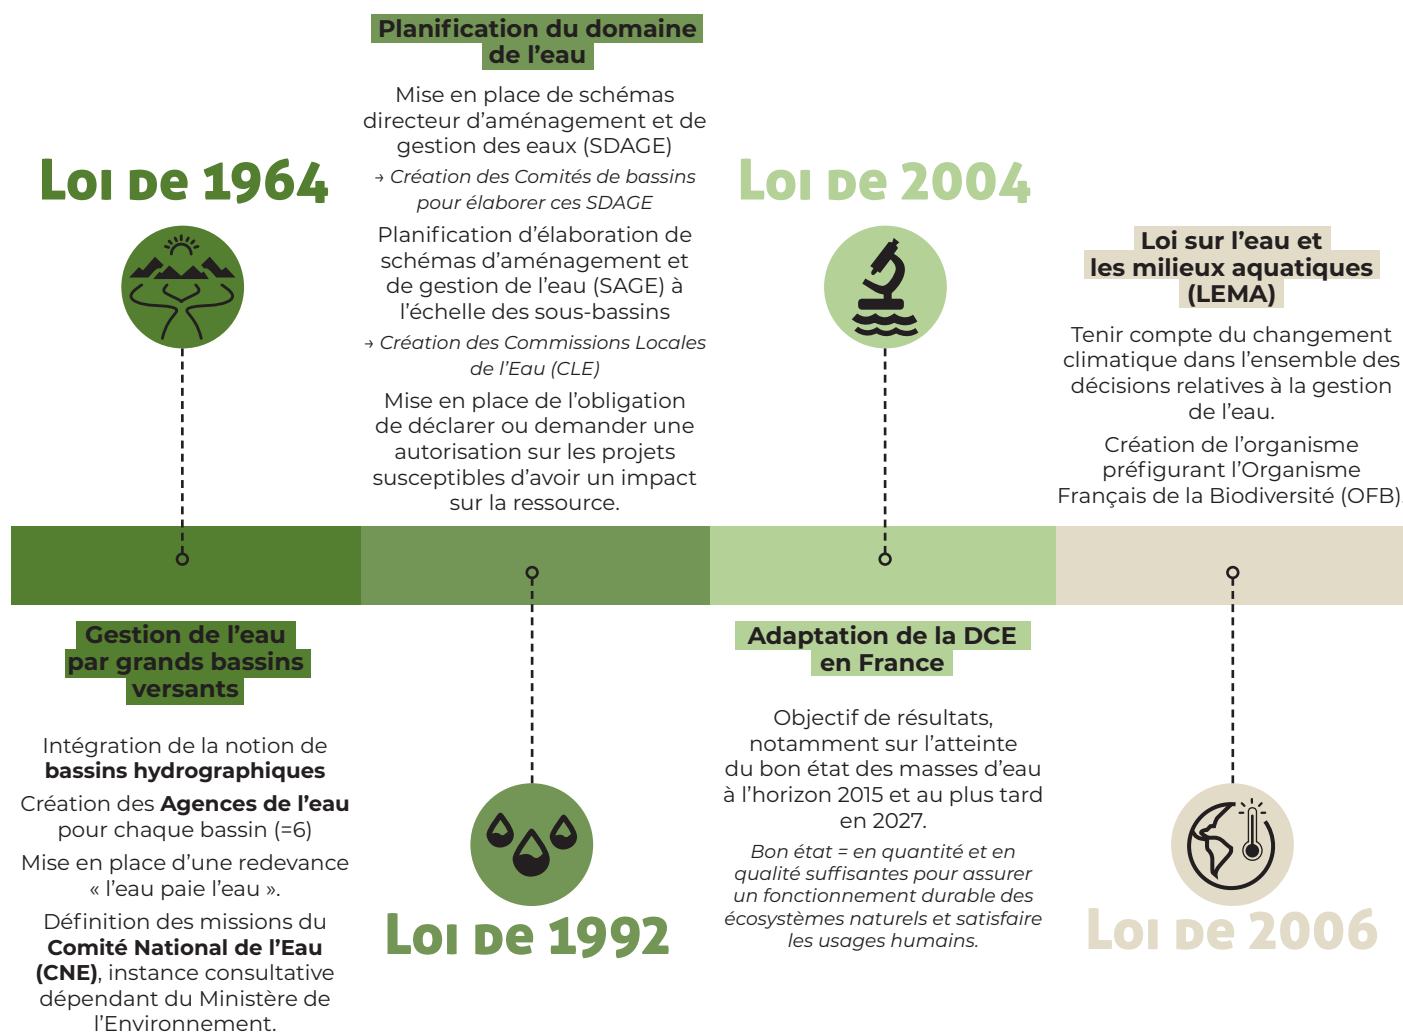 Loi de 1964
Gestion de l’eau
par grands bassins
versants
Intégration de la notion de
bassins hydrographiques
Création des Agences de l’eau
pour chaque bassin (=6)
Mise en place d’une redevance
« l’eau paie l’eau ».
Définition des missions du
Comité National de l’Eau
(CNE), instance consultative
dépendant du Ministère de
l’Environnement.
Planification du domaine
de l’eau
Mise en place de schémas
directeur d’aménagement et de
gestion des eaux (SDAGE)
→ Création des Comités de bassins
pour élaborer ces SDAGE
Planification d’élaboration de
schémas d’aménagement et
de gestion de l’eau (SAGE) à
l’échelle des sous-bassins
→ Création des Commissions Locales
de l’Eau (CLE)
Mise en place de l’obligation
de déclarer ou demander une
autorisation sur les projets
susceptibles d’avoir un impact
sur la ressource.
Loi de 1992
Loi de 2004
Adaptation de la DCE
en France
Objectif de résultats,
notamment sur l’atteinte
du bon état des masses d’eau
à l’horizon 2015 et au plus tard
en 2027.
Bon état = en quantité et en
qualité suffisantes pour assurer
un fonctionnement durable des
écosystèmes naturels et satisfaire
les usages humains.
Loi sur l’eau et
les milieux aquatiques
(LEMA)
Tenir compte du changement
climatique dans l’ensemble des
décisions relatives à la gestion
de l’eau.
Création de l’organisme
préfigurant l’Organisme
Français de la Biodiversité (OFB).
Loi de 2006